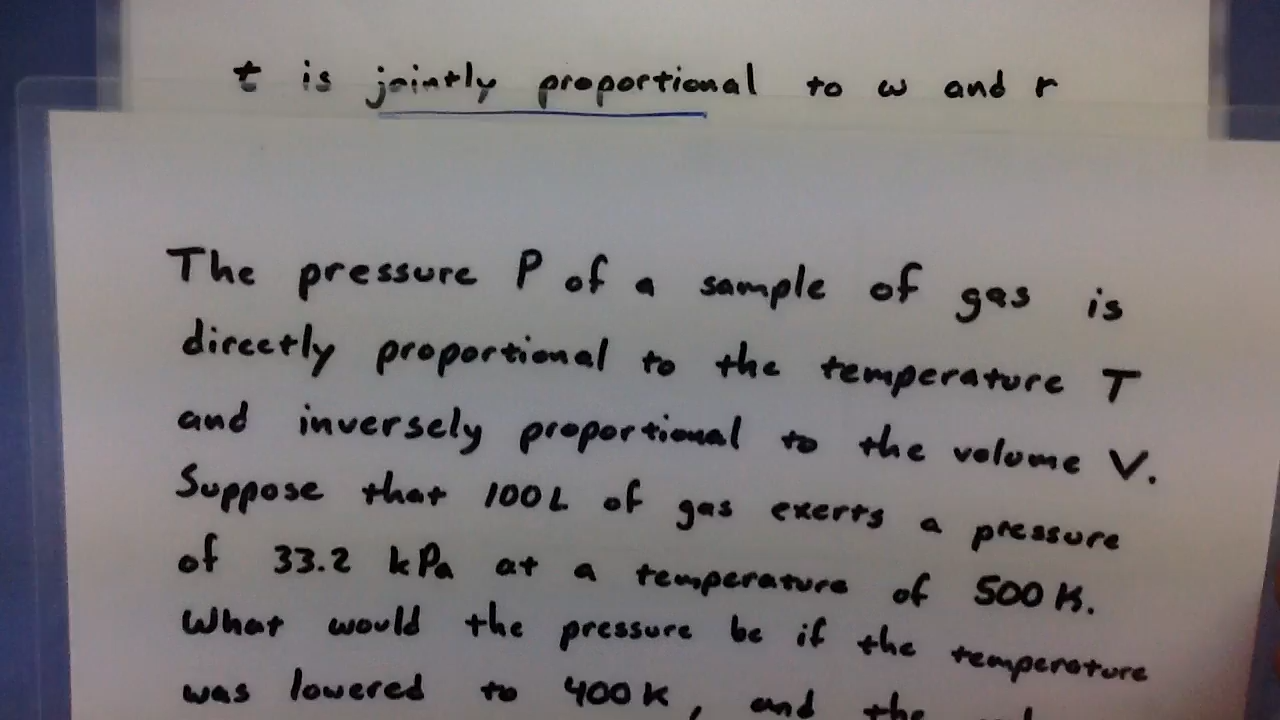 t is jointly proportional to w and r
The pressure P of a sample of gas is
directly proportional to the temperature T
and inversely proportional to the volume V.
Suppose that 100L of gas exerts a pressure
of 33.2 kPa at a temperature of 500 K.
What would the pressure be if the temperature
was lowered to 400K, and the